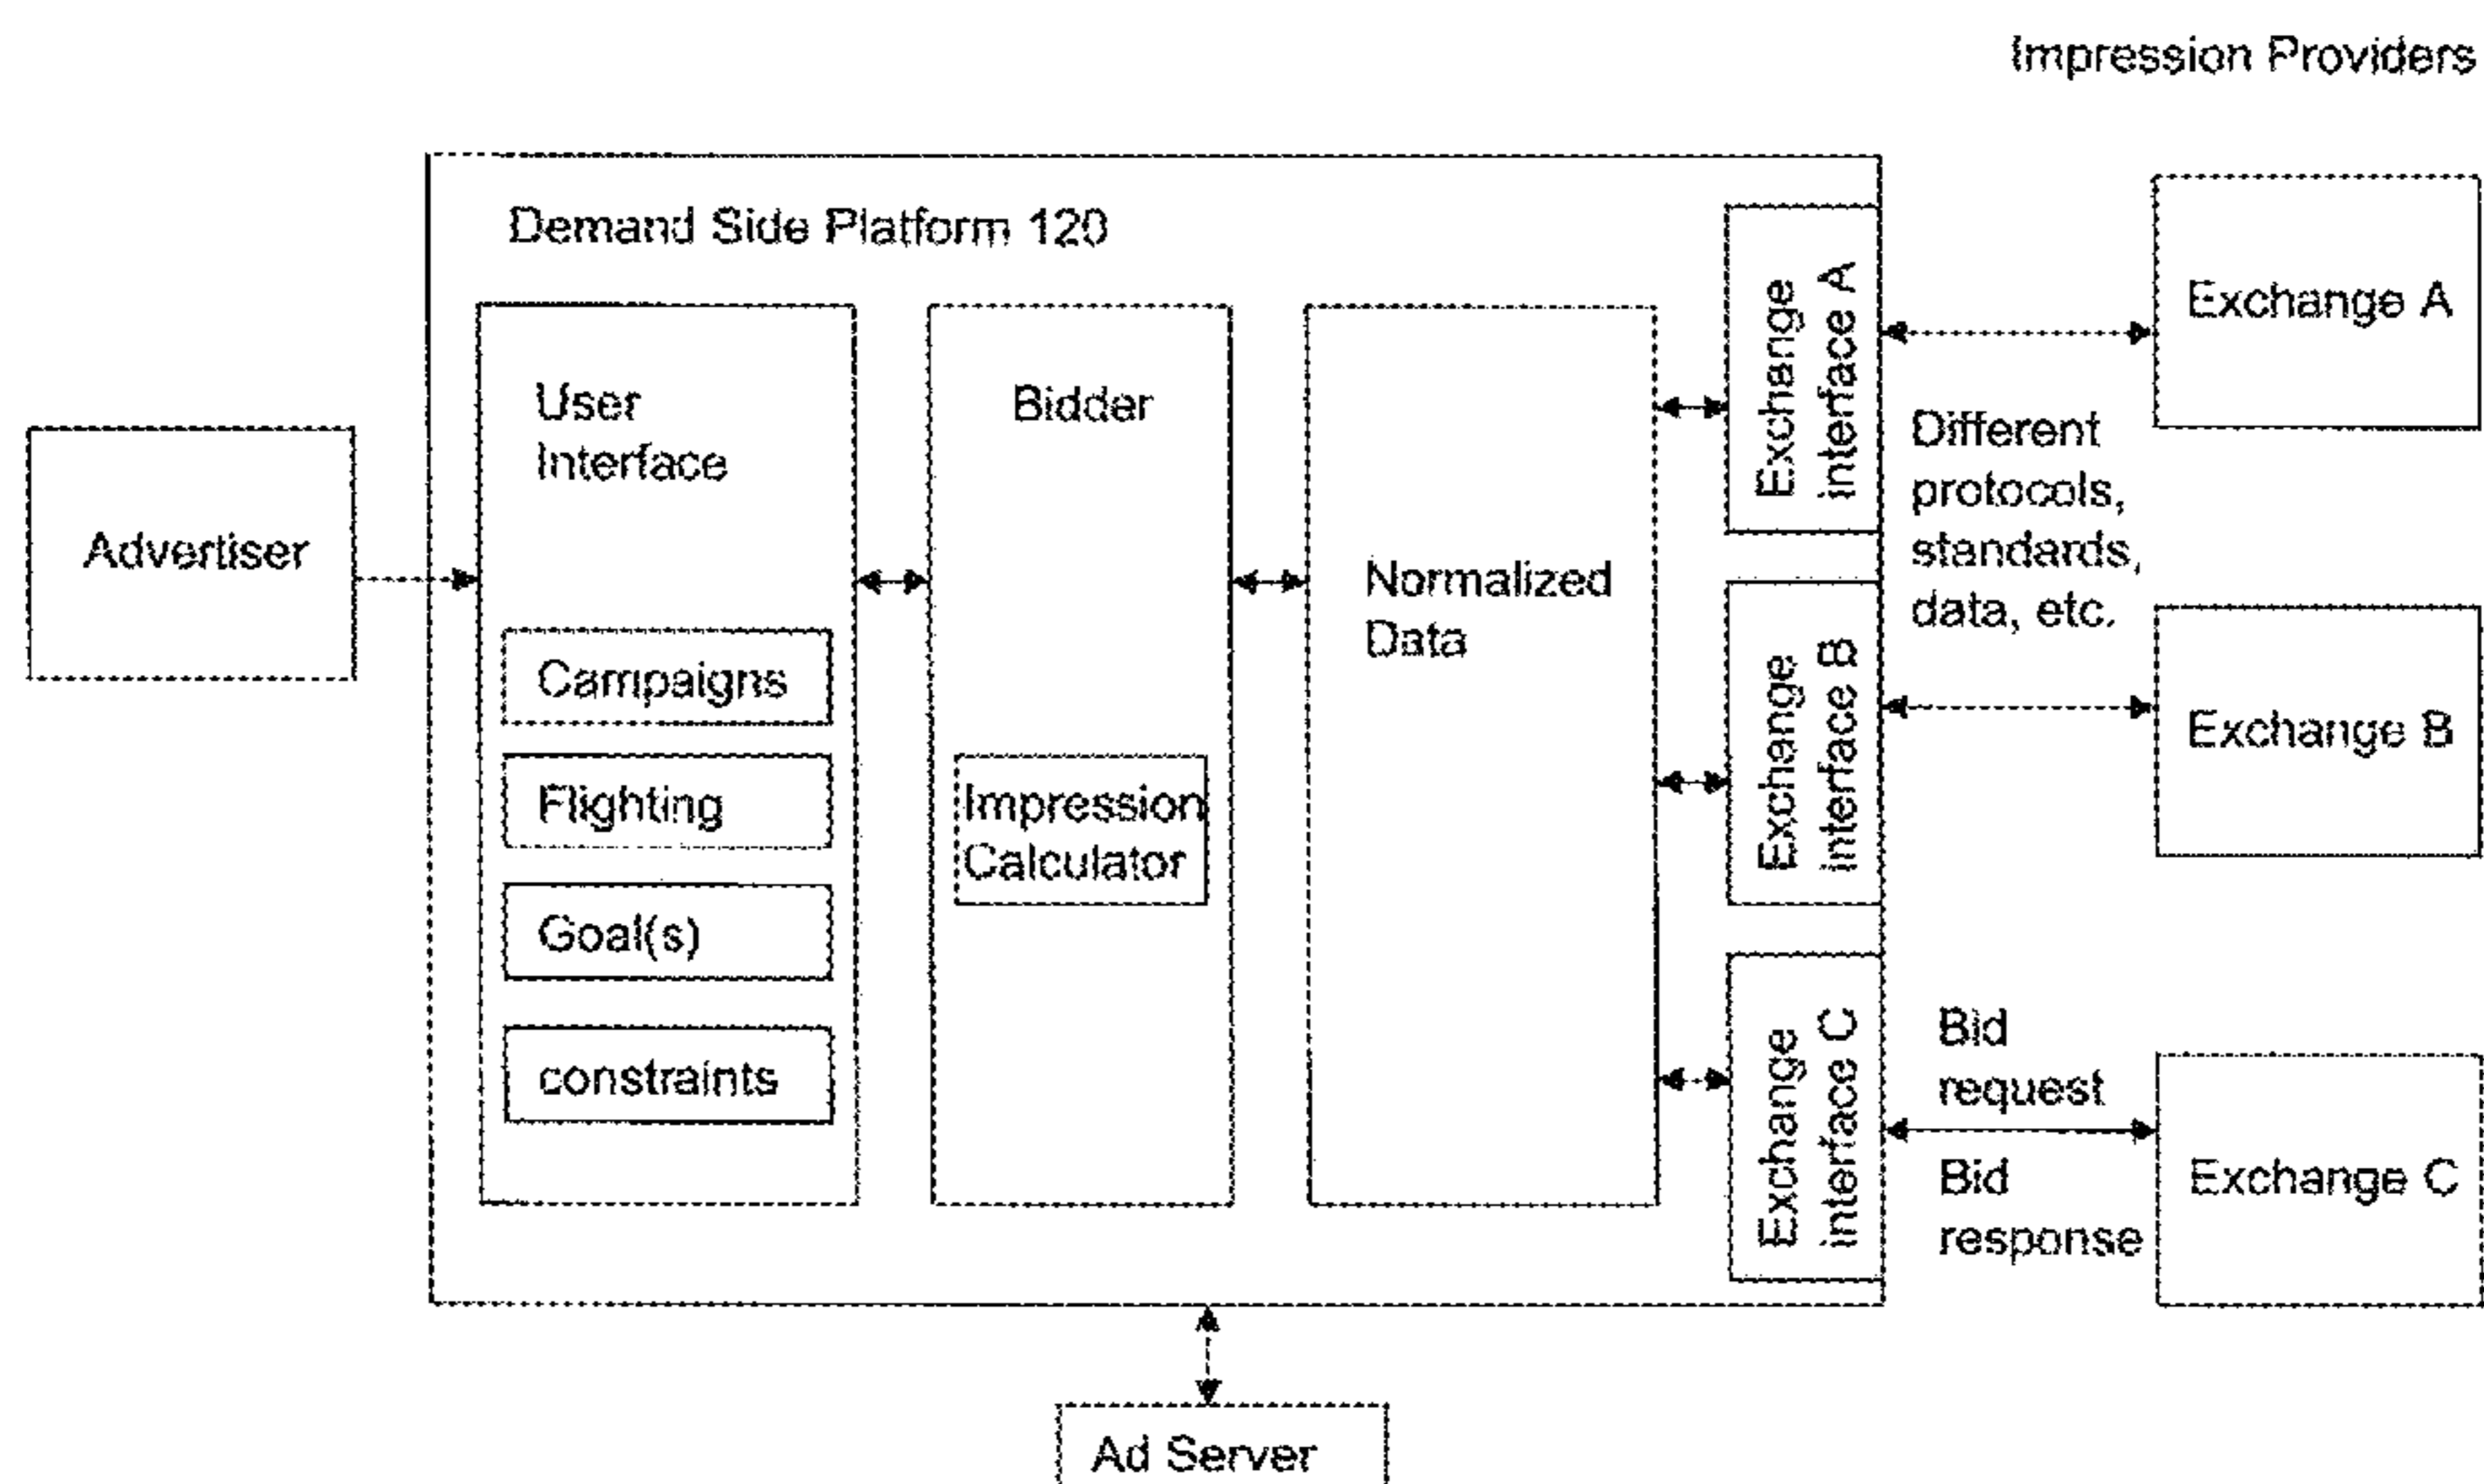 Impression Providers
Demand Side Platform 120
Advertiser
User
Interface
Campaigns
Flighting
Goal(s)
constraints
Bidder
Impression
Calculator
Normalized
Data
Exchange
interface A
Exchange
interface B
Exchange
interface C
Different
protocols,
standards,
data, etc.
Bid
request
Bid
response
Exchange A
Exchange B
Exchange C
Ad Server